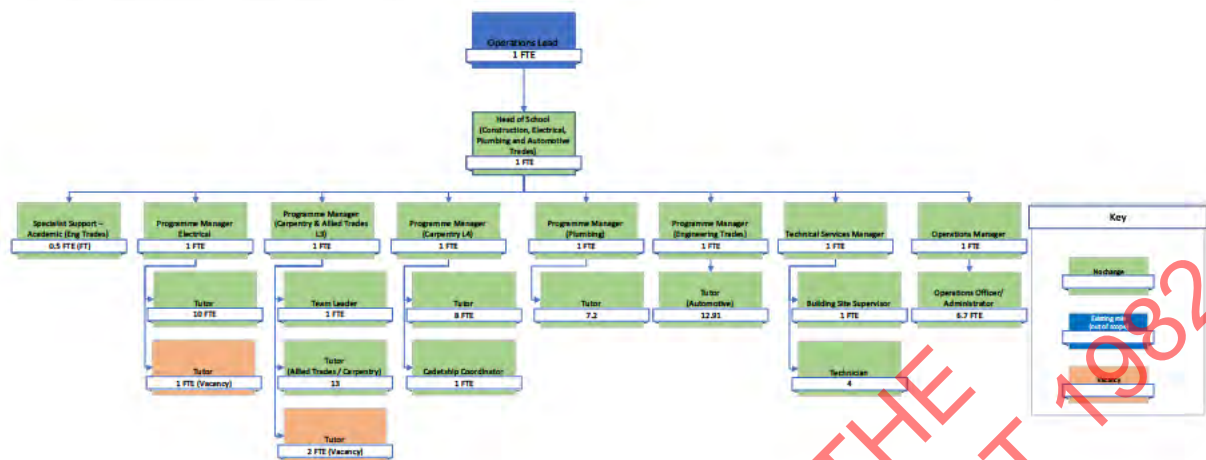 Operations Lead
1 FTE
Head of School
(Construction, Electrical,
Plumbing and Automotive
Trades)
1 FTE
Specialist Support –
Academic (Eng Trades)
0.5 FTE (FT)
Programme Manager
Electrical
1 FTE
Programme Manager
(Carpentry & Allied Trades
L3)
1 FTE
Programme Manager
(Carpentry L4)
1 FTE
Programme Manager
(Plumbing)
1 FTE
Programme Manager
(Engineering Trades)
1 FTE
Technical Services Manager
1 FTE
Operations Manager
1 FTE
Tutor
10 FTE
Team Leader
1 FTE
Tutor
8 FTE
Tutor
7.2
Tutor
(Automotive)
12.91
Building Site Supervisor
1 FTE
Operations Officer/
Administrator
6.7 FTE
Tutor
1 FTE (Vacancy)
Tutor
(Allied Trades / Carpentry)
13
Cadetship Coordinator
1 FTE
Technician
4
Tutor
2 FTE (Vacancy)
Key
No change
Existing
(out of scope)
Vacancy
THE
1982